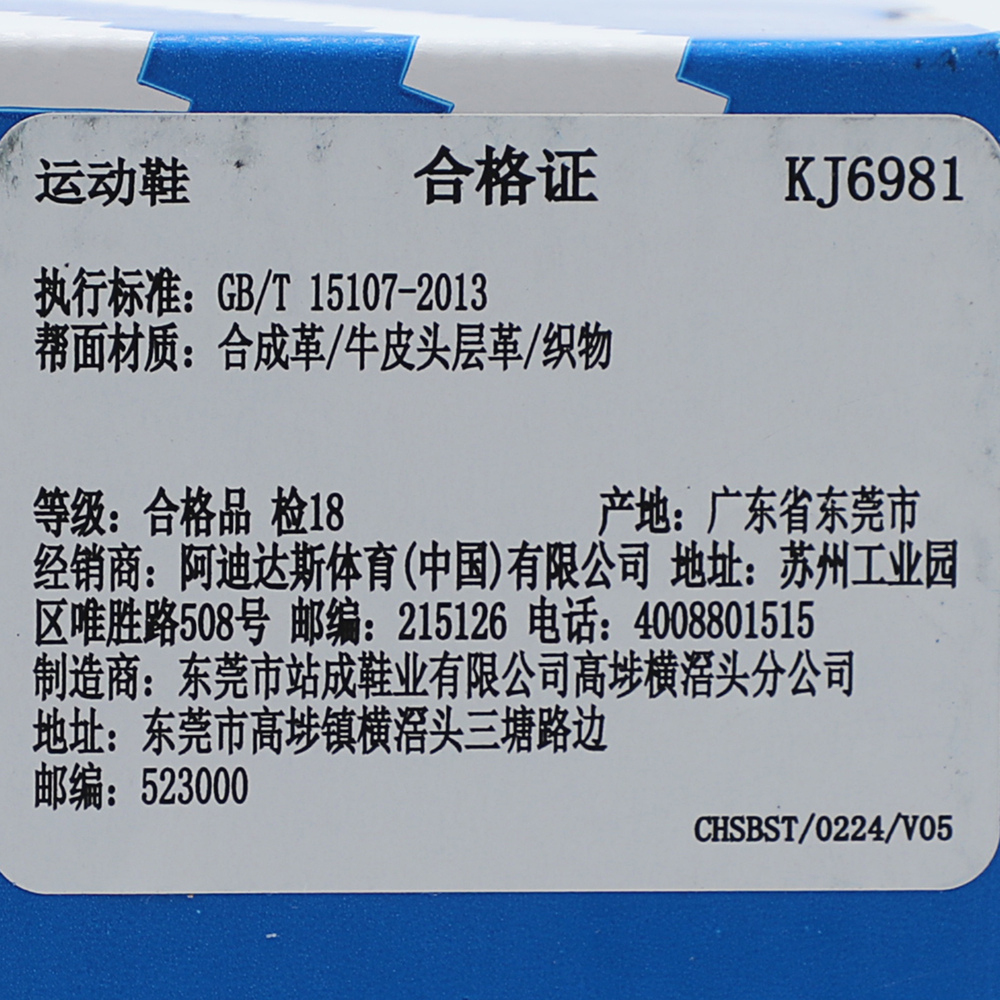 运动鞋 合格证 KJ6981
执行标准：GB/T 15107-2013
帮面材质：合成革/牛皮头层革/织物
等级：合格品 检18 产地：广东省东莞市
经销商：阿迪达斯体育(中国)有限公司 地址：苏州工业园
区唯胜路508号 邮编：215126 电话：4008801515
制造商：东莞市站成鞋业有限公司高埗横滘头分公司
地址：东莞市高埗镇横滘头三塘路边
邮编：523000
CHSBST/0224/V05